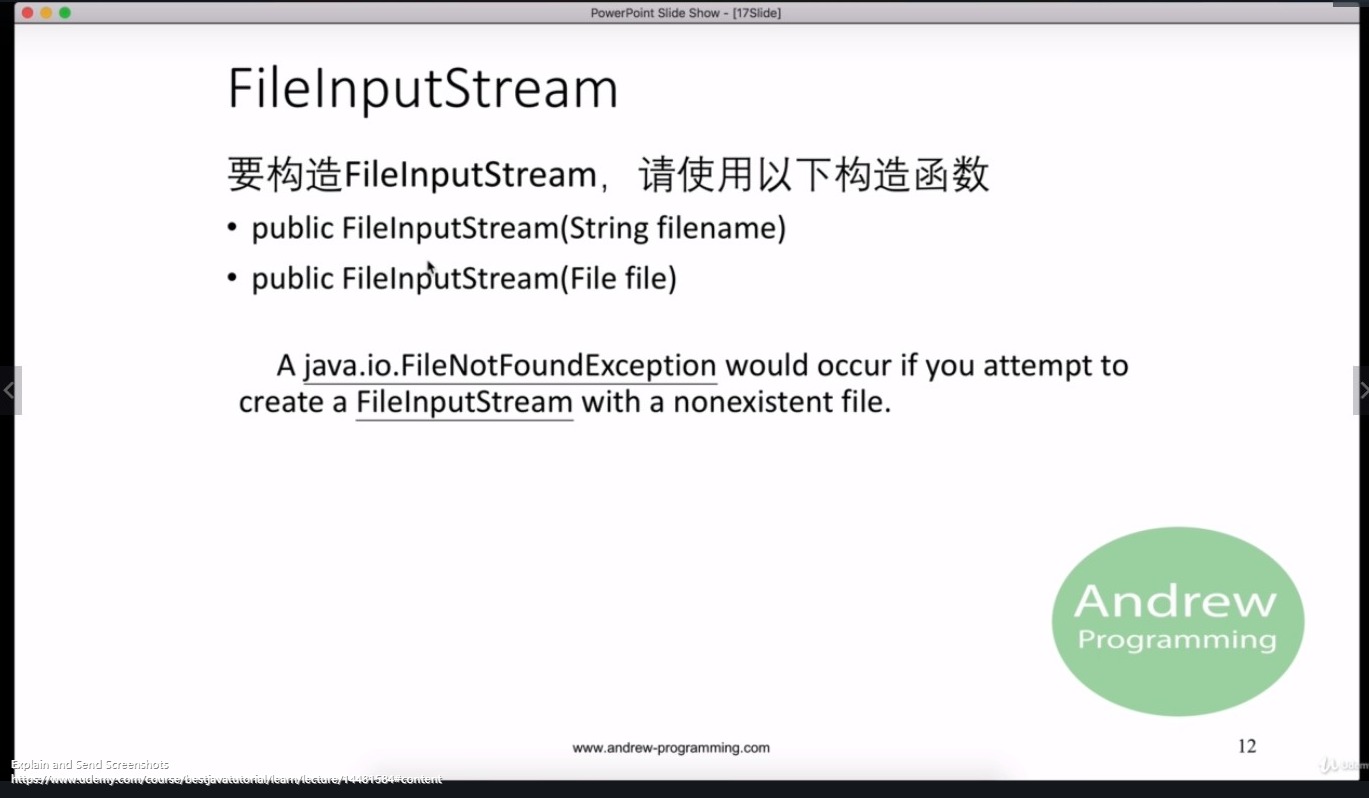 PowerPoint Slide Show - [17Slide]
FileInputStream
要构造FileInputStream，请使用以下构造函数
• public FileInputStream(String filename)
• public FileInputStream(File file)
A java.io.FileNotFoundException would occur if you attempt to
create a FileInputStream with a nonexistent file.
Andrew
Programming
www.andrew-programming.com
12
Explain and Send Screenshots
https://www.udemy.com/course/bestjavatutorial/learn/lecture/14481584#content